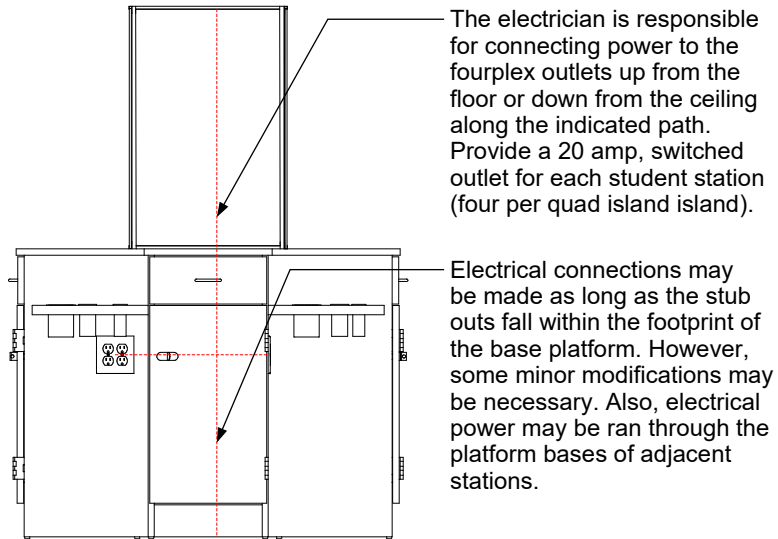 The electrician is responsible
for connecting power to the
fourplex outlets up from the
floor or down from the ceiling
along the indicated path.
Provide a 20 amp, switched
outlet for each student station
(four per quad island island).
Electrical connections may
be made as long as the stub
outs fall within the footprint of
the base platform. However,
some minor modifications may
be necessary. Also, electrical
power may be ran through the
platform bases of adjacent
stations.